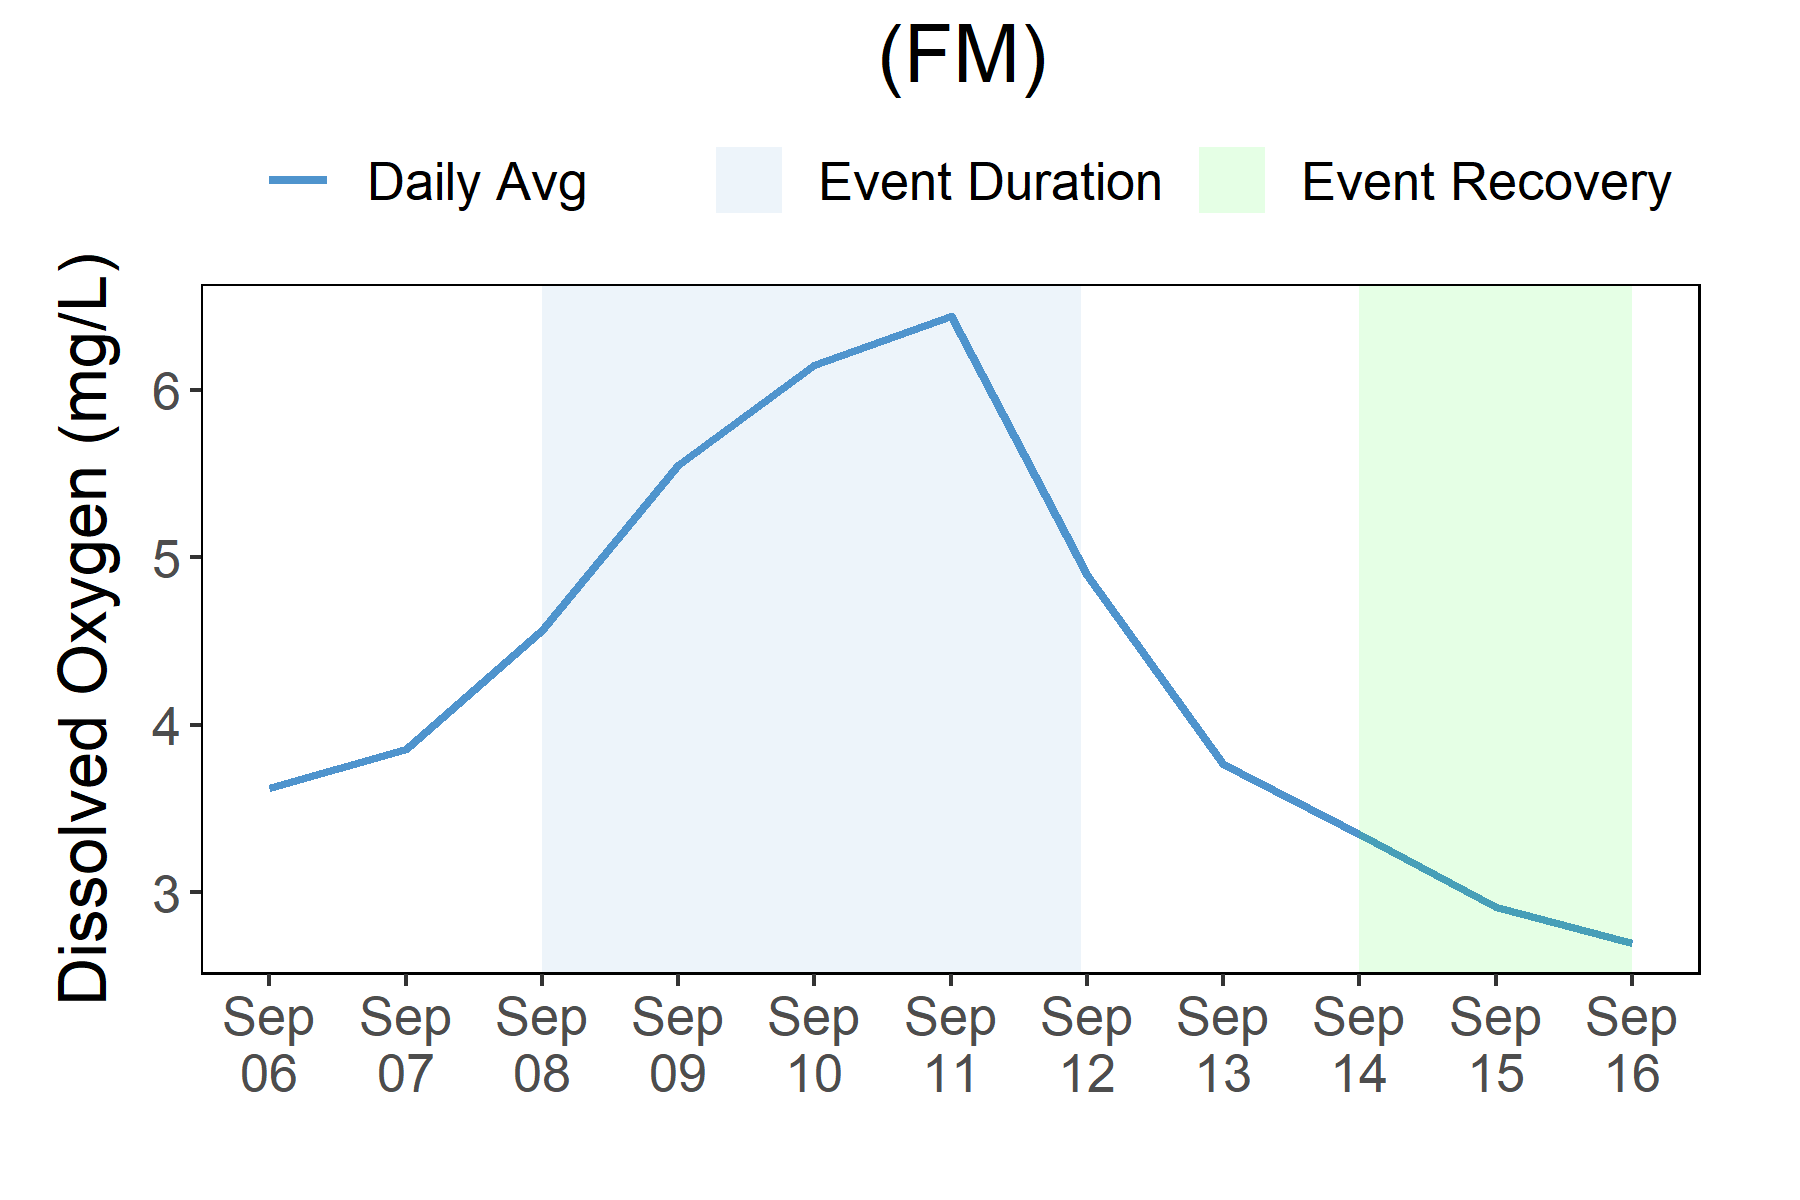 (FM)
Daily Avg Event Duration Event Recovery
Dissolved Oxygen (mg/L)
6
5
4
3
Sep Sep Sep Sep Sep Sep Sep Sep Sep Sep Sep
06 07 08 09 10 11 12 13 14 15 16